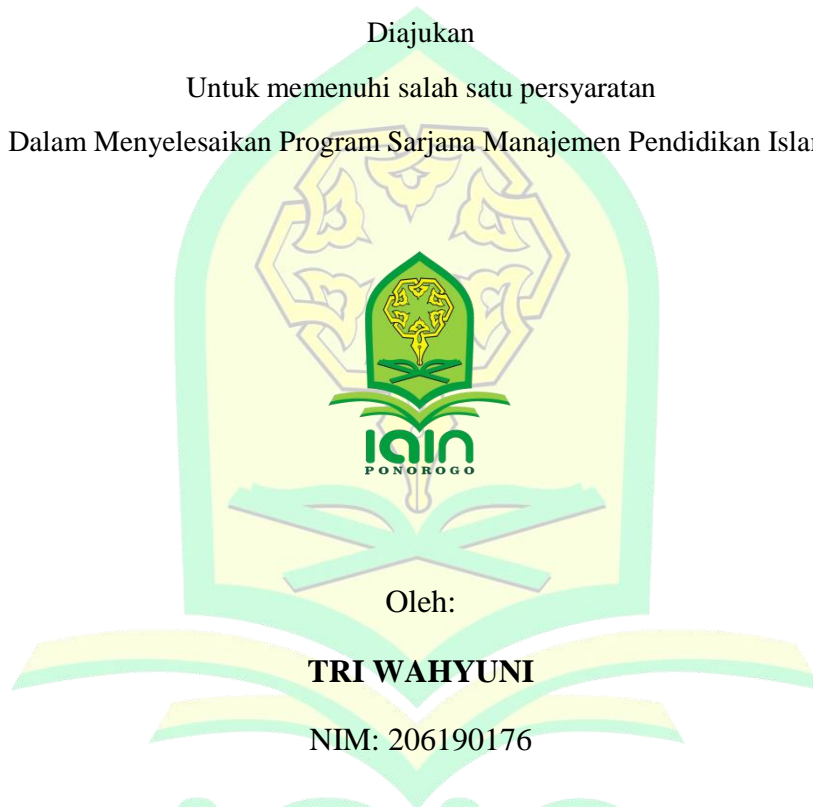 Diajukan
Untuk memenuhi salah satu persyaratan
Dalam Menyelesaikan Program Sarjana Manajemen Pendidikan
iain
PONOROGO
Oleh:
TRI WAHYUNI
NIM: 206190176